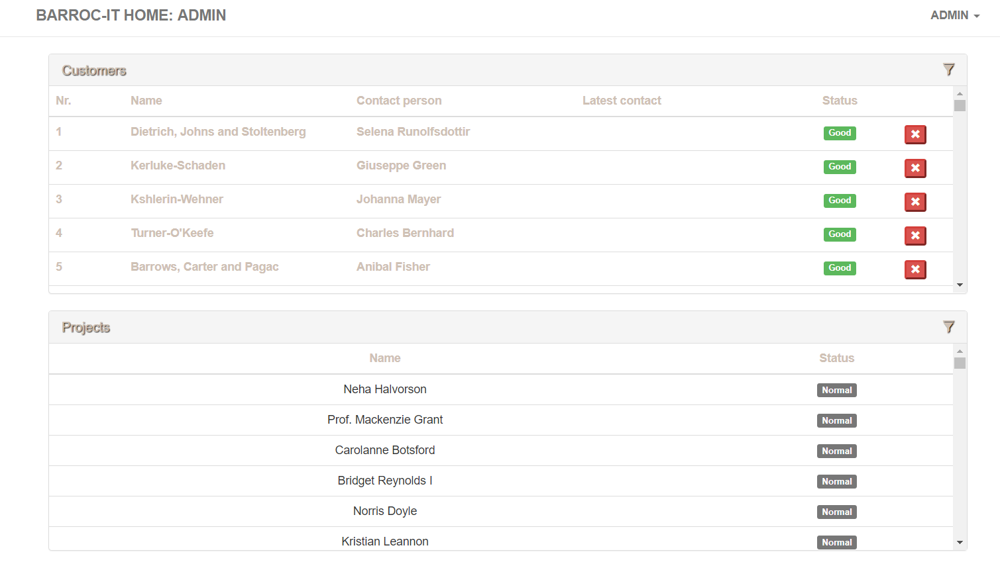 BARROC-IT HOME: ADMIN
ADMIN
Customers
Nr. Name Contact person Latest contact Status
1 Dietrich, Johns and Stoltenberg Selena Runolfsdottir Good
2 Kerluke-Schaden Giuseppe Green Good
3 Kshlerin-Wehner Johanna Mayer Good
4 Turner-O'Keefe Charles Bernhard Good
5 Barrows, Carter and Pagac Anibal Fisher Good
Projects
Name Status
Neha Halvorson Normal
Prof. Mackenzie Grant Normal
Carolanne Botsford Normal
Bridget Reynolds I Normal
Norris Doyle Normal
Kristian Leannon Normal